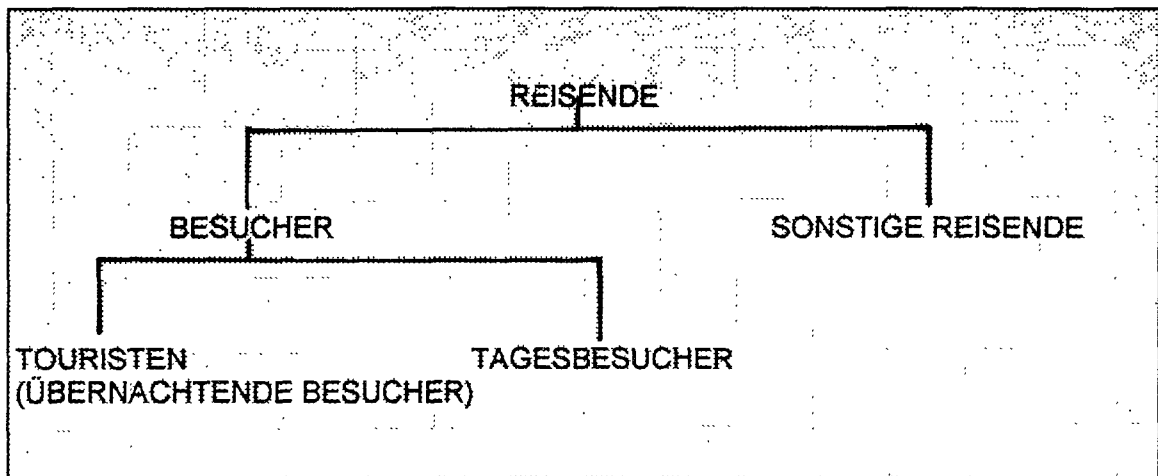 REISENDE
BESUCHER
SONSTIGE REISENDE
TOURISTEN
(ÜBERNACHTENDE BESUCHER)
TAGESBESUCHER